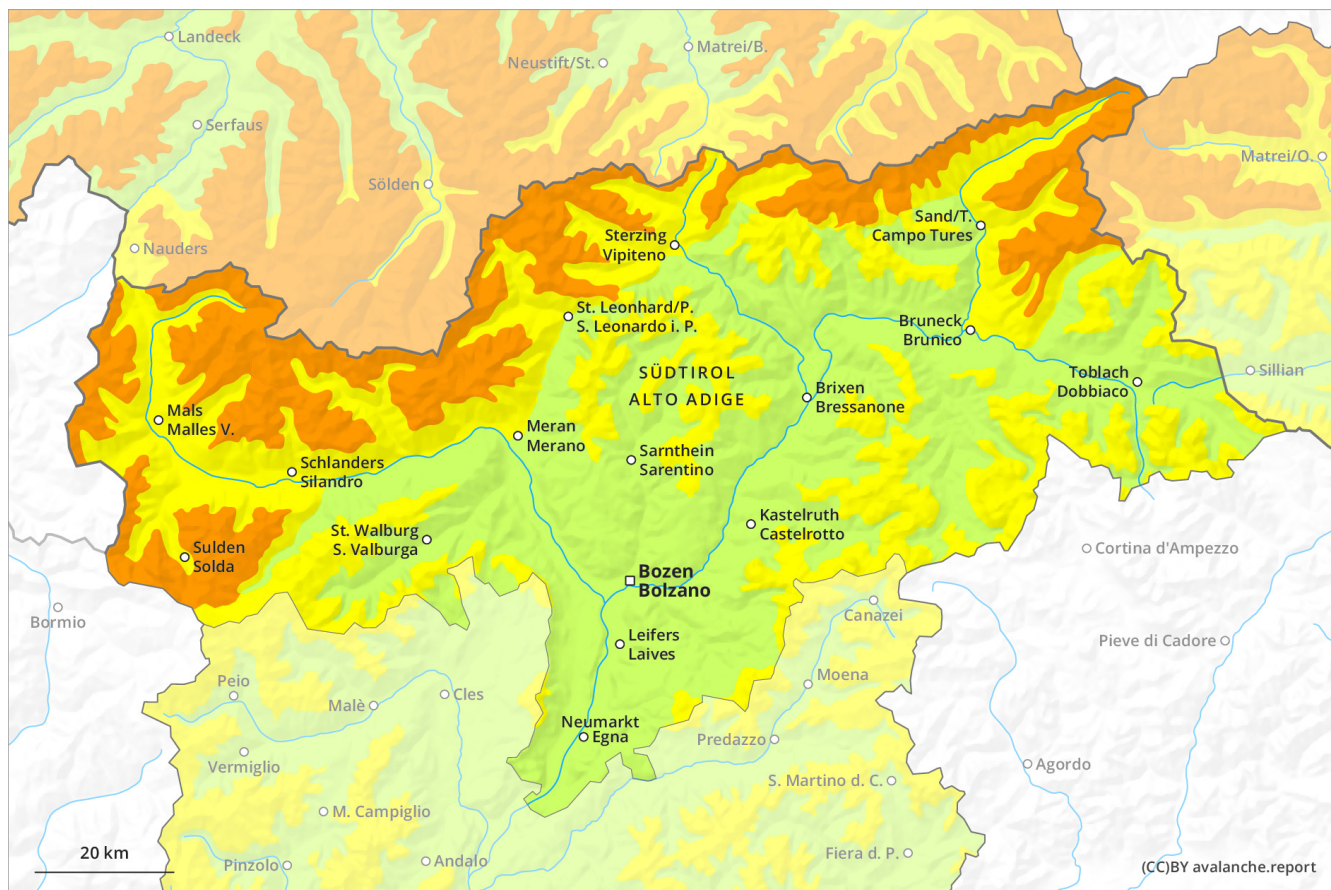 Landeck
Matrei/B.
Neustift/St.
Serfaus
Matrei/O.
Sölden
Sand/T.
Campo Tures
Sterzing
Vipiteno
Nauders
St. Leonhard/P.
S. Leonardo i. P.
Bruneck
Brunico
SÜDTIROL
ALTO ADIGE
Toblach
Dobbiaco
Sillian
Brixen
Bressanone
Mals
Malles V.
Meran
Merano
Sarnthein
Sarentino
Schlanders
Silandro
Kastelruth
Castelrotto
St. Walburg
S. Valburga
Sulden
Solda
Cortina d'Ampezzo
Bozen
Bolzano
Bormio
Canazei
Leifers
Laives
Pieve di Cadore
Peio
Moena
Malè
Cles
Neumarkt
Egna
Predazzo
Vermiglio
Agordo
S. Martino d. C.
M. Campiglio
20 km
Pinzolo
Andalo
Fiera d. P.
(CC)BY avalanche.report